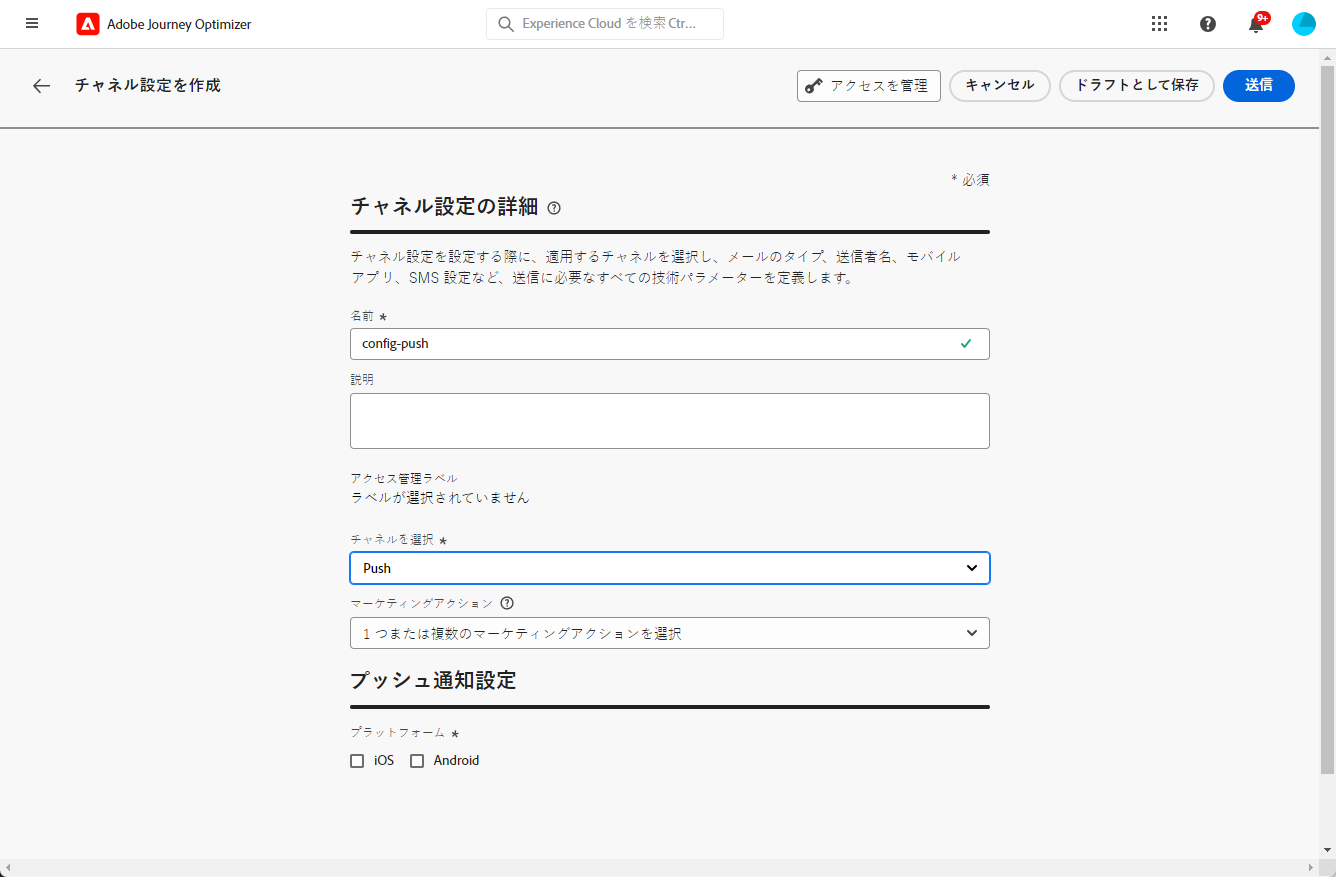 Adobe Journey Optimizer
Experience Cloud を検索 Ctr...
9+
チャネル設定を作成
アクセスを管理
キャンセル
ドラフトとして保存
送信
* 必須
チャネル設定の詳細
チャネル設定を設定する際に、適用するチャネルを選択し、メールのタイプ、送信者名、モバイル
アプリ、SMS 設定など、送信に必要なすべての技術パラメーターを定義します。
名前 *
config-push
説明
アクセス管理ラベル
ラベルが選択されていません
チャネルを選択 *
Push
マーケティングアクション
1 つまたは複数のマーケティングアクションを選択
プッシュ通知設定
プラットフォーム *
iOS Android